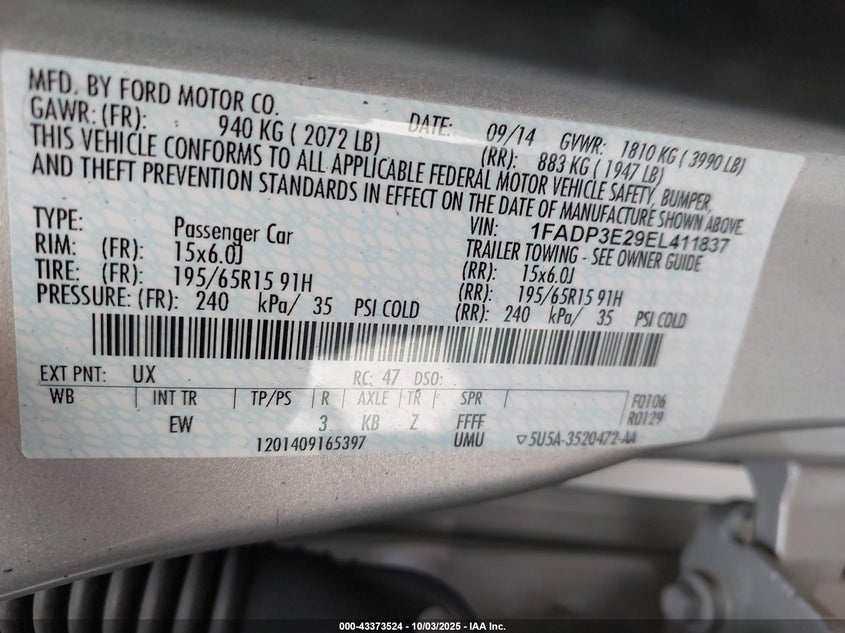 MFD. BY FORD MOTOR CO.
DATE: 09/14 GVWR: 1810 KG ( 3990 LB)
GAWR: (FR): 940 KG ( 2072 LB) (RR): 883 KG ( 1947 LB)
THIS VEHICLE CONFORMS TO ALL APPLICABLE FEDERAL MOTOR VEHICLE SAFETY, BUMPER,
AND THEFT PREVENTION STANDARDS IN EFFECT ON THE DATE OF MANUFACTURE SHOWN ABOVE.
VIN: 1FADP3E29EL411837
TYPE: Passenger Car TRAILER TOWING - SEE OWNER GUIDE
RIM: (FR): 15x6.0J (RR): 15x6.0J
TIRE: (FR): 195/65R15 91H (RR): 195/65R15 91H
PRESSURE: (FR): 240 kPa/ 35 PSI COLD (RR): 240 kPa/ 35 PSI COLD
EXT PNT: UX RC: 47 DSO:
WB INT TR TP/PS R AXLE TR SPR F0106
EW 3 KB Z FFFF R0129
1201409165397 UMU ▽5U5A-3520472-AA
000-43373524 | 10/03/2025 - IAA Inc.